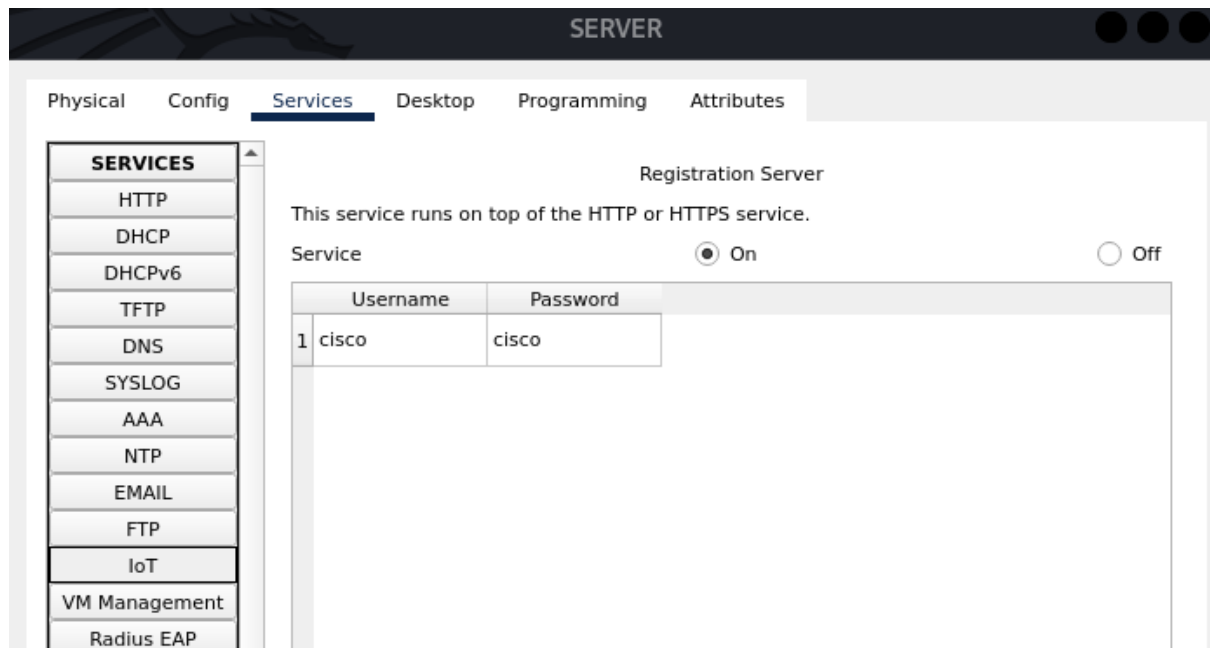 SERVER
Physical Config Services Desktop Programming Attributes
SERVICES
HTTP
DHCP
DHCPv6
TFTP
DNS
SYSLOG
AAA
NTP
EMAIL
FTP
IoT
VM Management
Radius EAP
Registration Server
This service runs on top of the HTTP or HTTPS service.
Service On Off
Username Password
1 cisco cisco